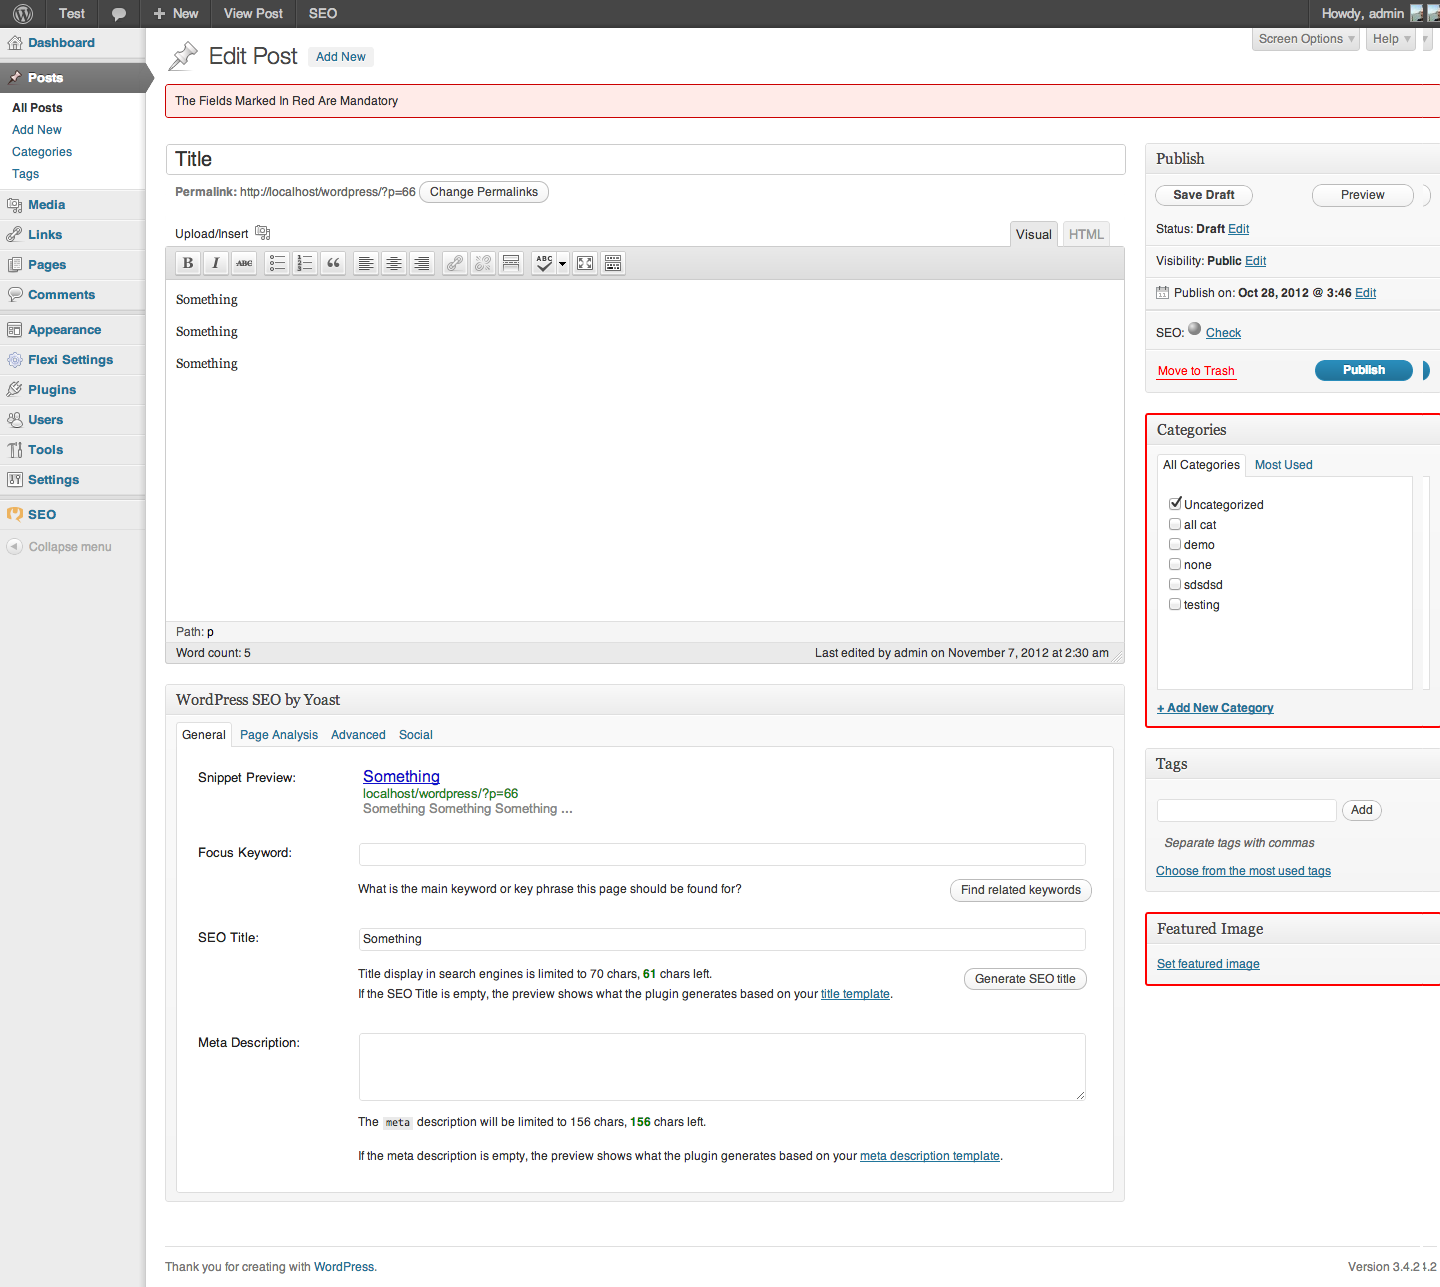 Test
New
View Post
SEO
Howdy, admin
Dashboard
Posts
All Posts
Add New
Categories
Tags
Media
Links
Pages
Comments
Appearance
Flexi Settings
Plugins
Users
Tools
Settings
SEO
Collapse menu
Screen Options
Help
Edit Post Add New
The Fields Marked In Red Are Mandatory
Title
Permalink: http://localhost/wordpress/?p=66 Change Permalinks
Upload/Insert
Visual HTML
B I ABC ABC
Something
Something
Something
Path: p
Word count: 5
Last edited by admin on November 7, 2012 at 2:30 am
WordPress SEO by Yoast
General Page Analysis Advanced Social
Snippet Preview:
Something
localhost/wordpress/?p=66
Something Something Something ...
Focus Keyword:
What is the main keyword or key phrase this page should be found for?
Find related keywords
SEO Title:
Something
Title display in search engines is limited to 70 chars, 61 chars left.
Generate SEO title
If the SEO Title is empty, the preview shows what the plugin generates based on your title template.
Meta Description:
The meta description will be limited to 156 chars, 156 chars left.
If the meta description is empty, the preview shows what the plugin generates based on your meta description template.
Publish
Save Draft Preview
Status: Draft Edit
Visibility: Public Edit
Publish on: Oct 28, 2012 @ 3:46 Edit
SEO: Check
Move to Trash Publish
Categories
All Categories Most Used
Uncategorized
all cat
demo
none
sdsdsd
testing
+ Add New Category
Tags
Add
Separate tags with commas
Choose from the most used tags
Featured Image
Set featured image
Thank you for creating with WordPress.
Version 3.4.2